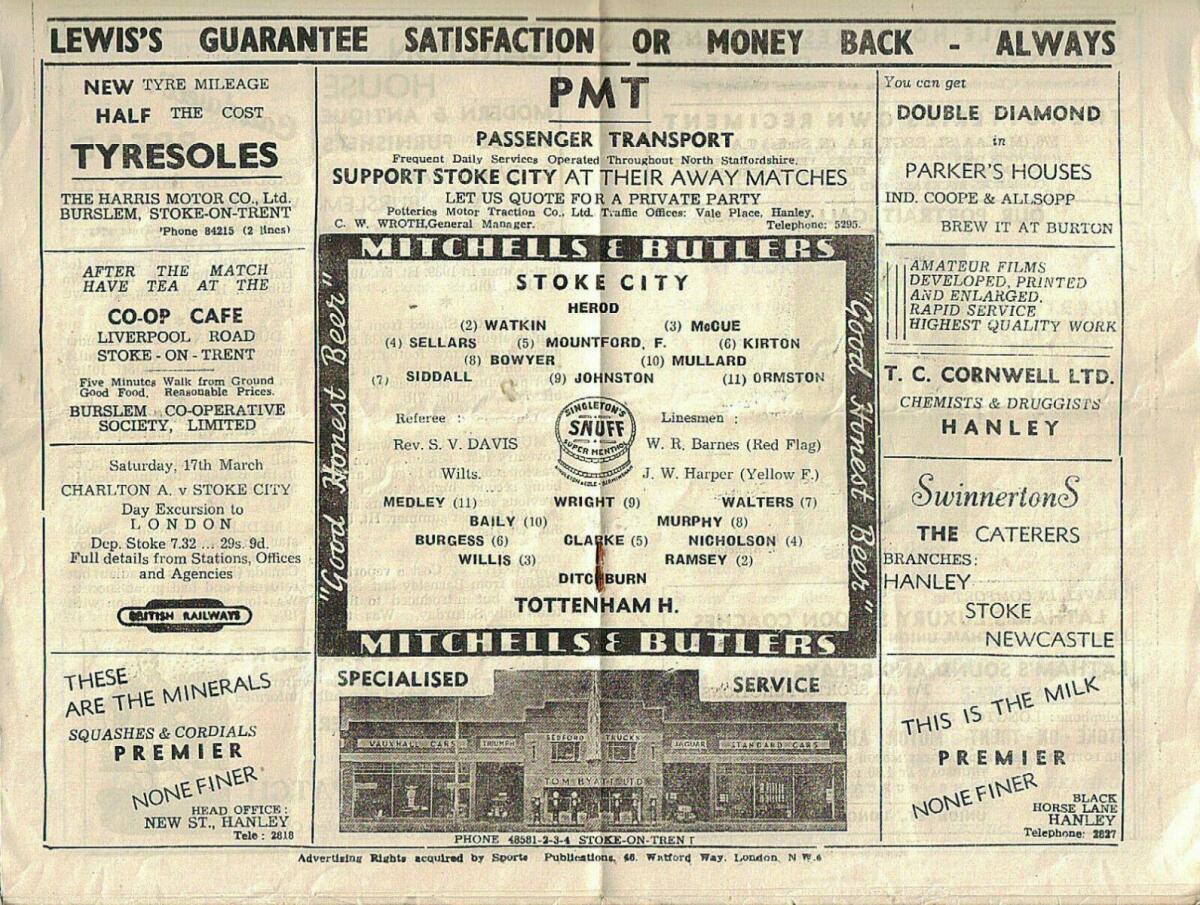 LEWIS'S GUARANTEE SATISFACTION OR MONEY BACK - ALWAYS
NEW TYRE MILEAGE
HALF THE COST
TYRESOLES
THE HARRIS MOTOR CO., Ltd.
BURSLEM, STOKE-ON-TRENT
'Phone 84215 (2 lines)
AFTER THE MATCH
HAVE TEA AT THE
CO-OP CAFE
LIVERPOOL ROAD
STOKE - ON - TRENT
Five Minutes Walk from Ground
Good Food. Reasonable Prices.
BURSLEM CO-OPERATIVE
SOCIETY, LIMITED
Saturday, 17th March
CHARLTON A. v STOKE CITY
Day Excursion to
LONDON
Dep. Stoke 7.32 ... 29s. 9d.
Full details from Stations, Offices
and Agencies
BRITISH RAILWAYS
THESE
ARE THE MINERALS
SQUASHES & CORDIALS
PREMIER
NONE FINER
HEAD OFFICE:
NEW ST., HANLEY
Tele: 2818
PMT
PASSENGER TRANSPORT
Frequent Daily Services Operated Throughout North Staffordshire.
SUPPORT STOKE CITY AT THEIR AWAY MATCHES
LET US QUOTE FOR A PRIVATE PARTY
Potteries Motor Traction Co., Ltd. Traffic Offices: Vale Place, Hanley.
C. W. WROTH, General Manager. Telephone: 5295.
MITCHELLS & BUTLERS
"Good Honest Beer"
STOKE CITY
HEROD
(2) WATKIN (3) McCUE
(4) SELLARS (5) MOUNTFORD, F. (6) KIRTON
(8) BOWYER (10) MULLARD
(7) SIDDALL (9) JOHNSTON (11) ORMSTON
Referee : Linesmen :
SINGLETON'S
SNUFF
SUPER MENTHOL
Rev. S. V. DAVIS W. R. Barnes (Red Flag)
Wilts. J. W. Harper (Yellow F.)
MEDLEY (11) WRIGHT (9) WALTERS (7)
BAILY (10) MURPHY (8)
BURGESS (6) CLARKE (5) NICHOLSON (4)
WILLIS (3) RAMSEY (2)
DITCHBURN
TOTTENHAM H.
"Good Honest Beer"
MITCHELLS & BUTLERS
SPECIALISED SERVICE
VAUXHALL CARS TRIUMPH BEDFORD TRUCKS JAGUAR STANDARD CARS
TOM BYATT LTD
PHONE 48581-2-3-4 STOKE-ON-TRENT
You can get
DOUBLE DIAMOND
in
PARKER'S HOUSES
IND. COOPE & ALLSOPP
BREW IT AT BURTON
AMATEUR FILMS
DEVELOPED, PRINTED
AND ENLARGED.
RAPID SERVICE
HIGHEST QUALITY WORK
T. C. CORNWELL LTD.
CHEMISTS & DRUGGISTS
HANLEY
SwinnertonS
THE CATERERS
BRANCHES:
HANLEY
STOKE
NEWCASTLE
THIS IS THE MILK
PREMIER
NONE FINER
BLACK
HORSE LANE
HANLEY
Telephone: 2827
Advertising Rights acquired by Sports Publications, 46, Watford Way, London, N.W.4